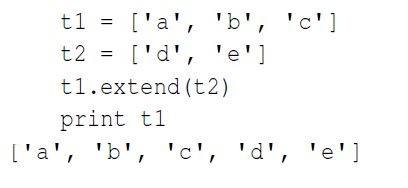 t1 = ['a', 'b', 'c']
t2 = ['d', 'e']
t1.extend(t2)
print t1
['a', 'b', 'c', 'd', 'e']